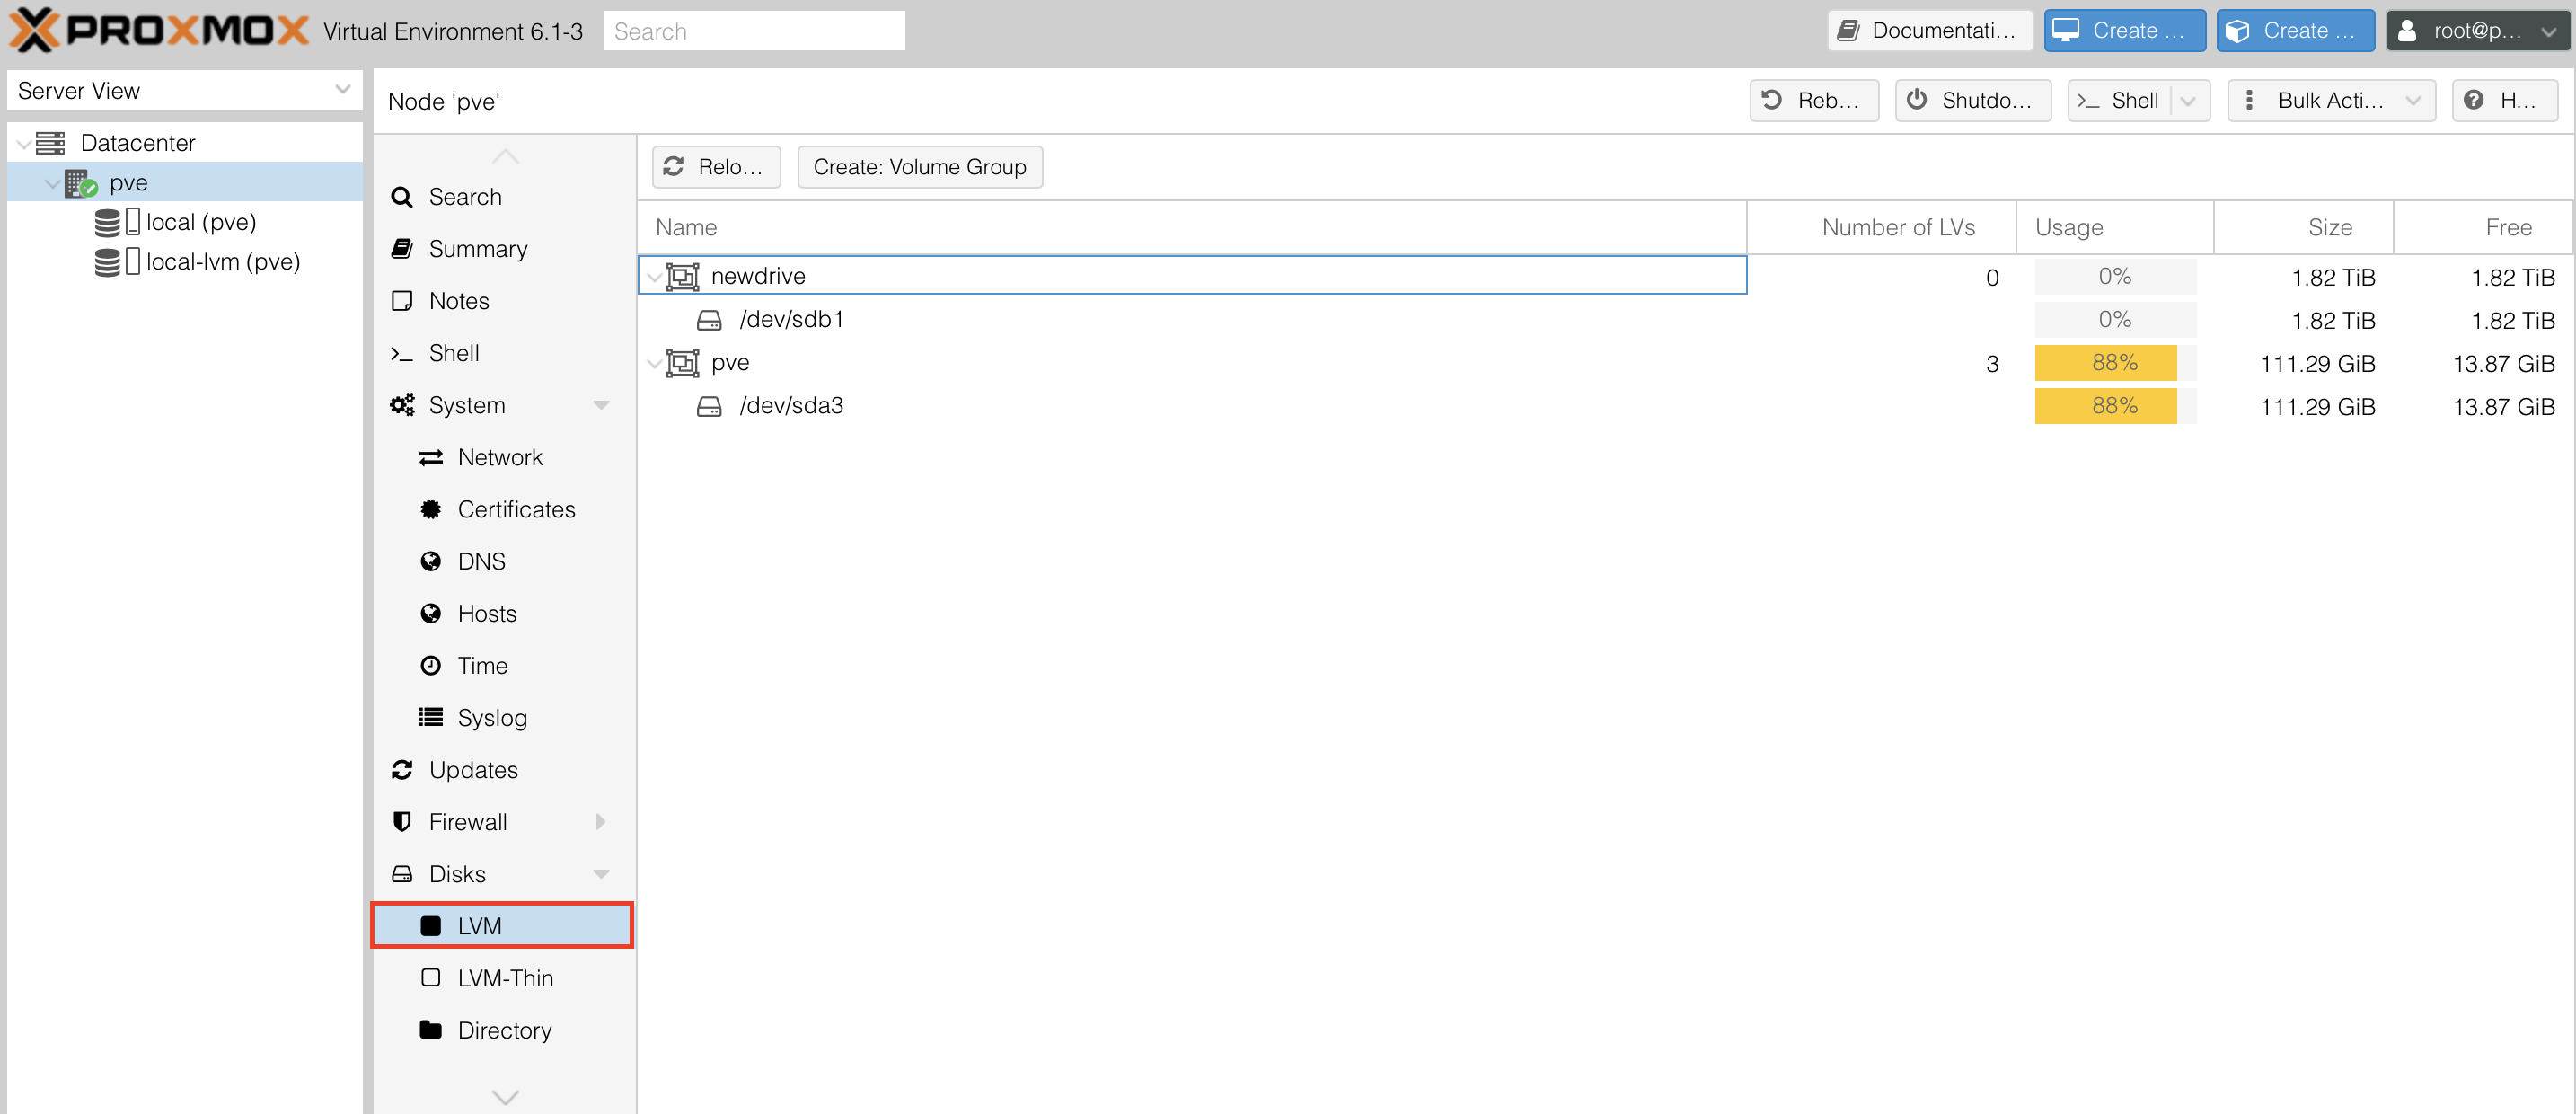 PROXMOX Virtual Environment 6.1-3 Search Documentati... Create ... Create ... root@p...
Server View
Node 'pve' Reb... Shutdo... Shell Bulk Acti... H...
Datacenter
pve
local (pve)
local-lvm (pve)
Search
Summary
Notes
Shell
System
Network
Certificates
DNS
Hosts
Time
Syslog
Updates
Firewall
Disks
LVM
LVM-Thin
Directory
Relo... Create: Volume Group
Name Number of LVs Usage Size Free
newdrive 0 0% 1.82 TiB 1.82 TiB
/dev/sdb1 0% 1.82 TiB 1.82 TiB
pve 3 88% 111.29 GiB 13.87 GiB
/dev/sda3 88% 111.29 GiB 13.87 GiB